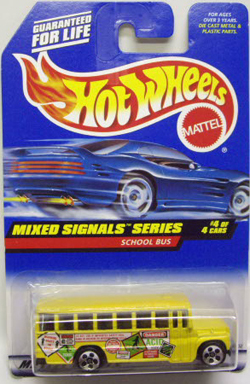 GUARANTEED
FOR LIFE
FOR AGES
OVER 3 YEARS.
DIE CAST METAL &
PLASTIC PARTS.
Hot Wheels
MATTEL
MIXED SIGNALS™ SERIES
SCHOOL BUS
#4 OF
4 CARS